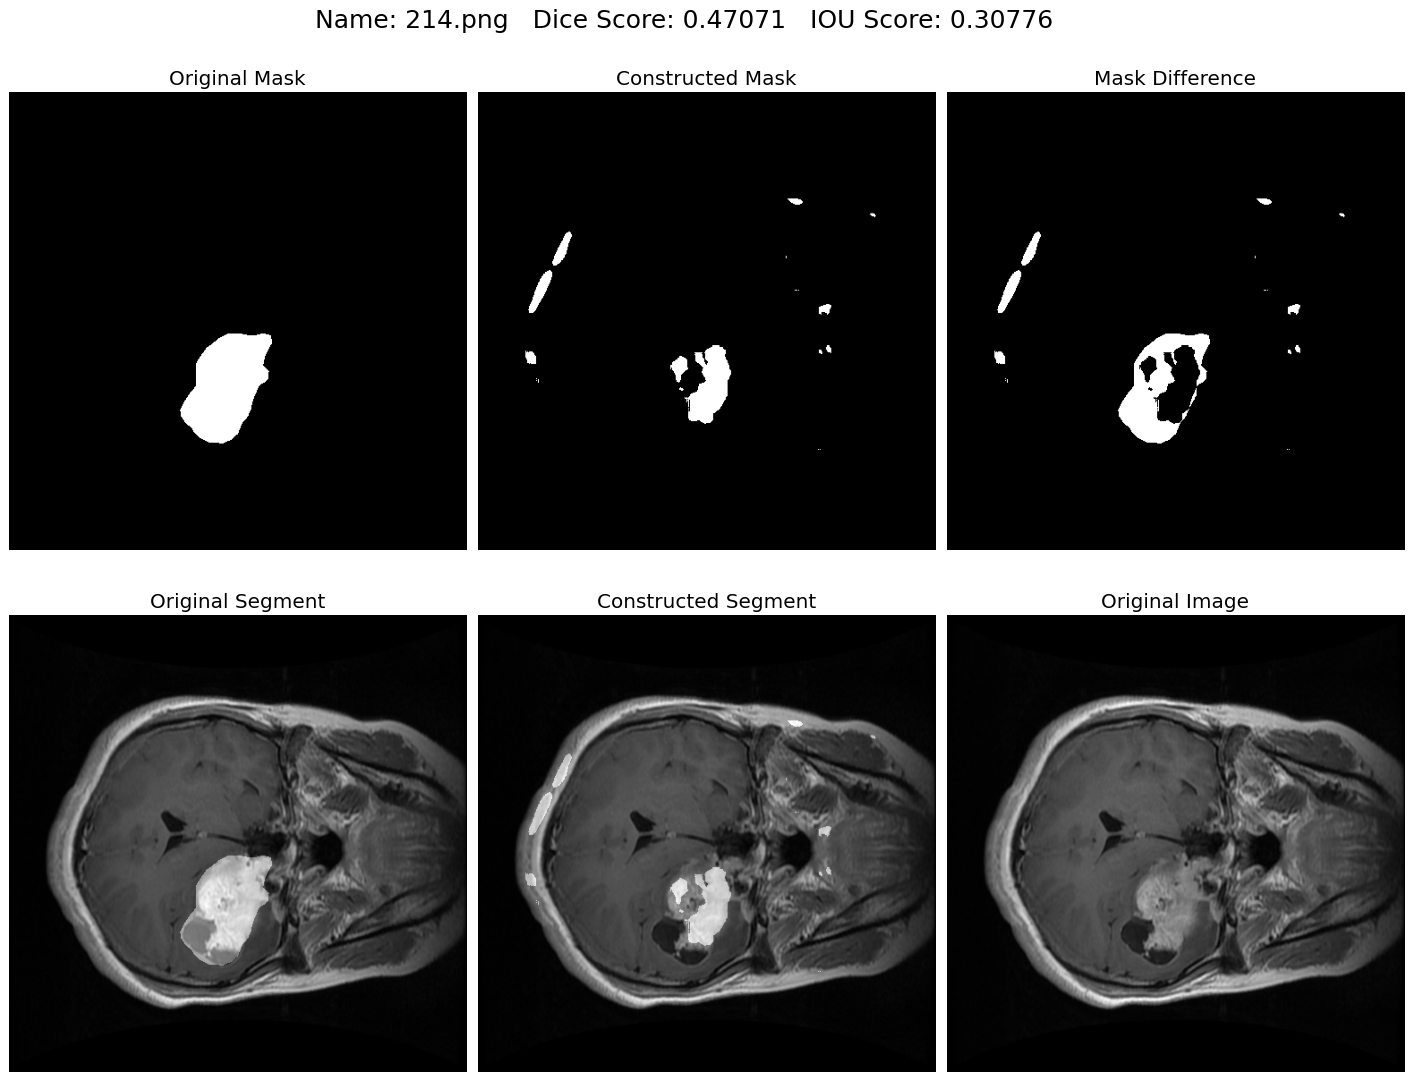 Name: 214.png   Dice Score: 0.47071   IOU Score: 0.30776
Original Mask
Constructed Mask
Mask Difference
Original Segment
Constructed Segment
Original Image